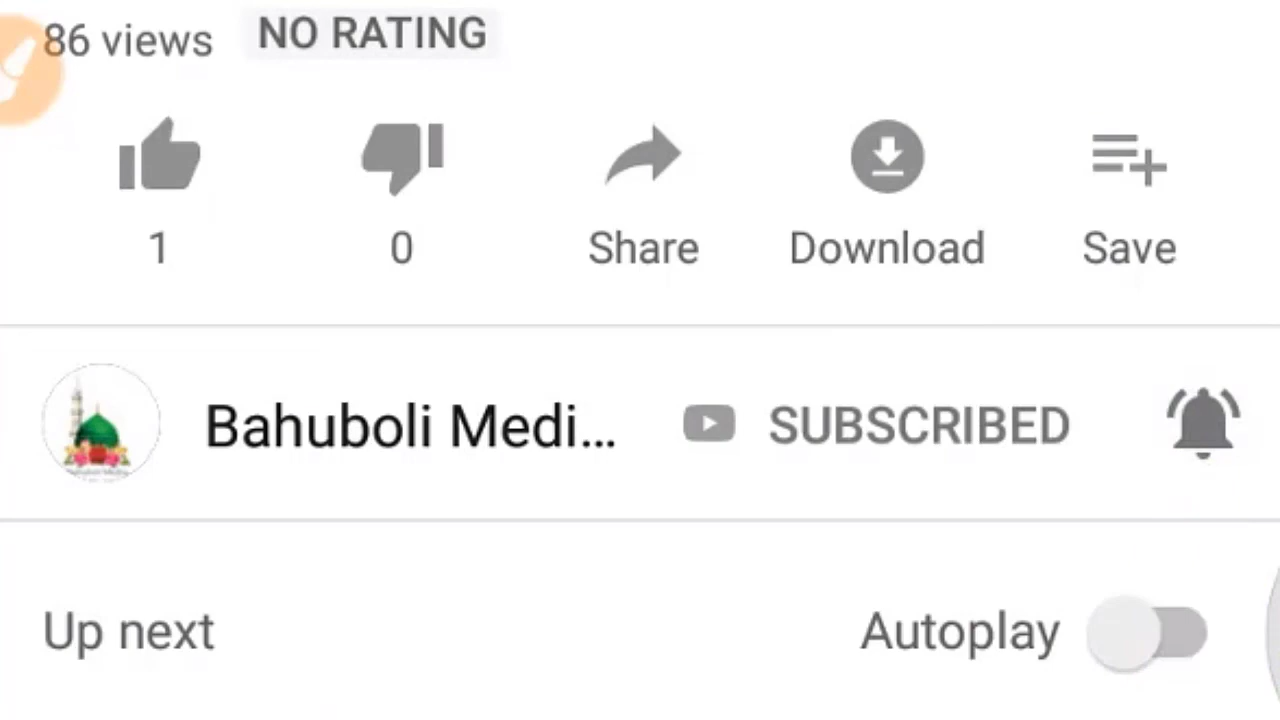 86 views NO RATING
1 0 Share Download Save
Bahuboli Medi... SUBSCRIBED
Up next Autoplay